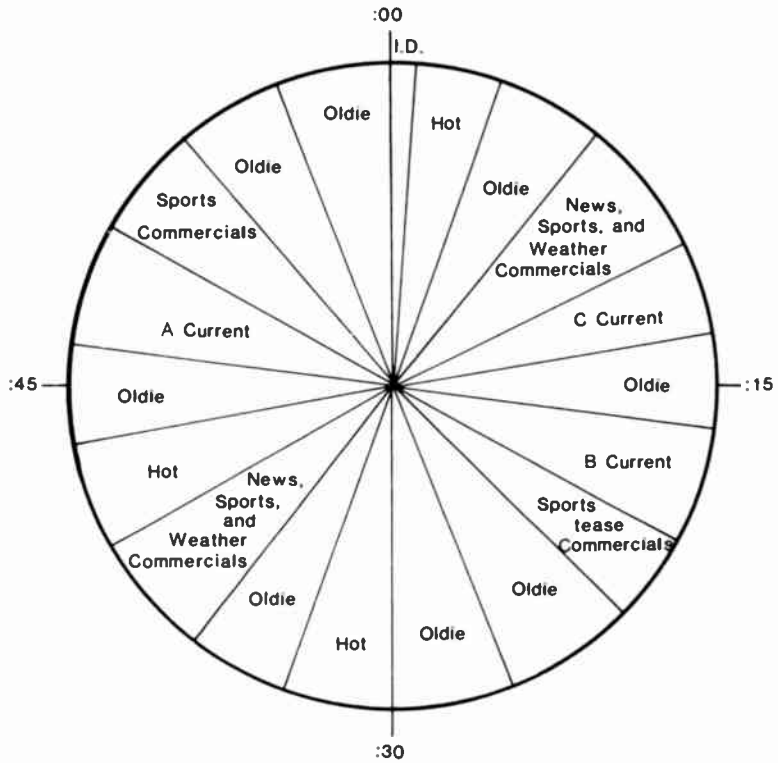 :00
I.D.
Hot
Oldie
News,
Sports, and
Weather
Commercials
C Current
Oldie
:15
B Current
Sports
tease
Commercials
Oldie
Oldie
:30
Hot
Oldie
News,
Sports,
and
Weather
Commercials
Hot
Oldie
:45
A Current
Sports
Commercials
Oldie
Oldie